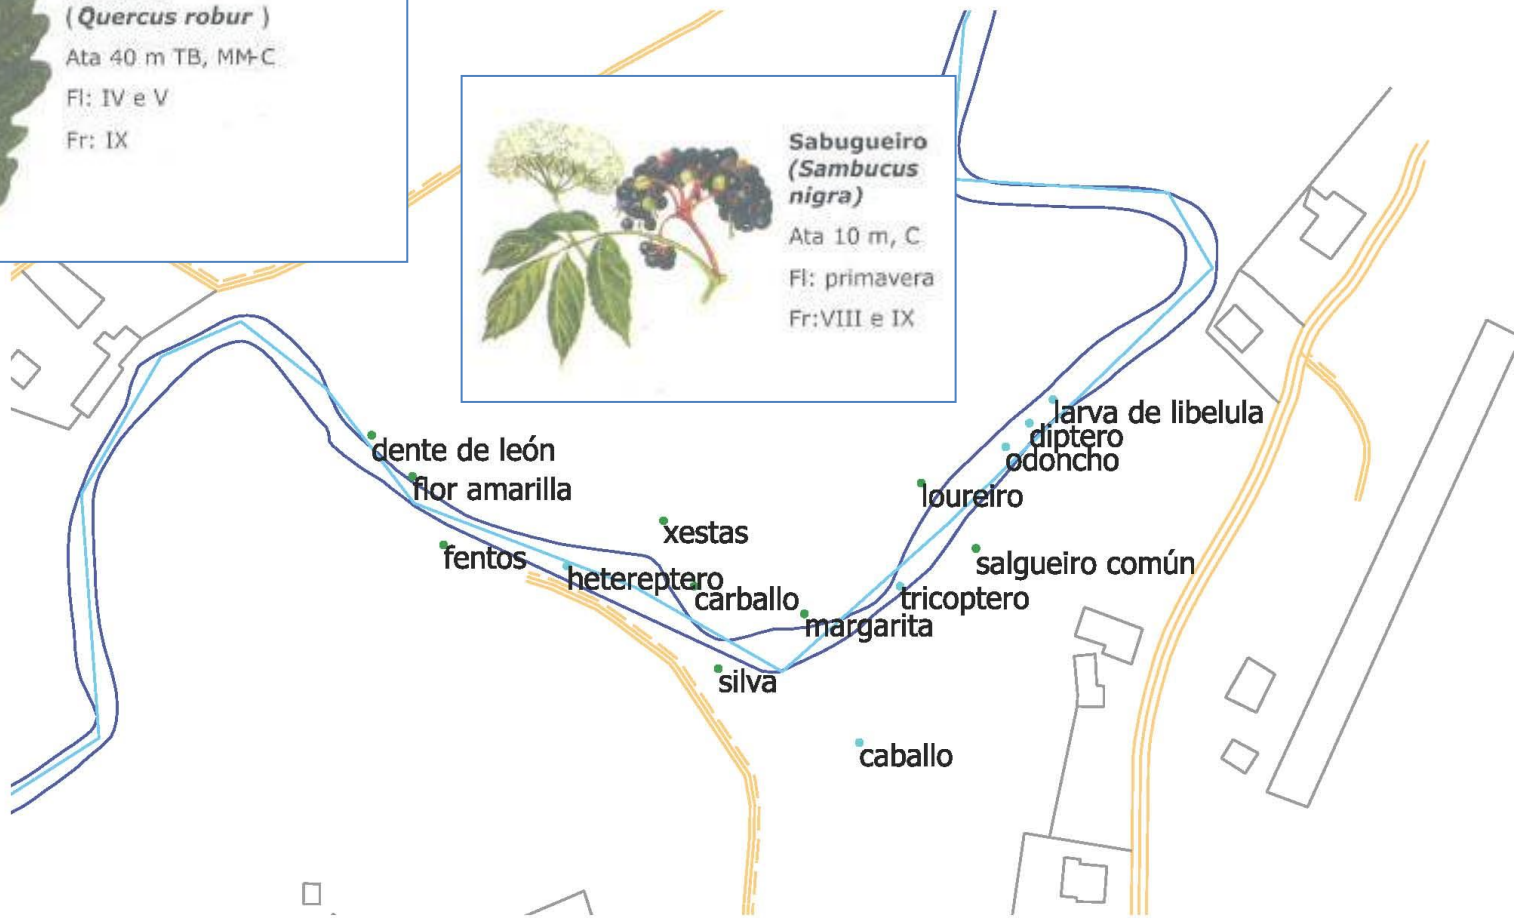 (Quercus robur )
Ata 40 m TB, MM-C
Fl: IV e V
Fr: IX
Sabugueiro
(Sambucus
nigra)
Ata 10 m, C
Fl: primavera
Fr:VIII e IX
larva de libelula
diptero
odoncho
dente de león
flor amarilla
loureiro
xestas
fentos
hetereptero
carballo
salgueiro común
tricoptero
margarita
silva
caballo